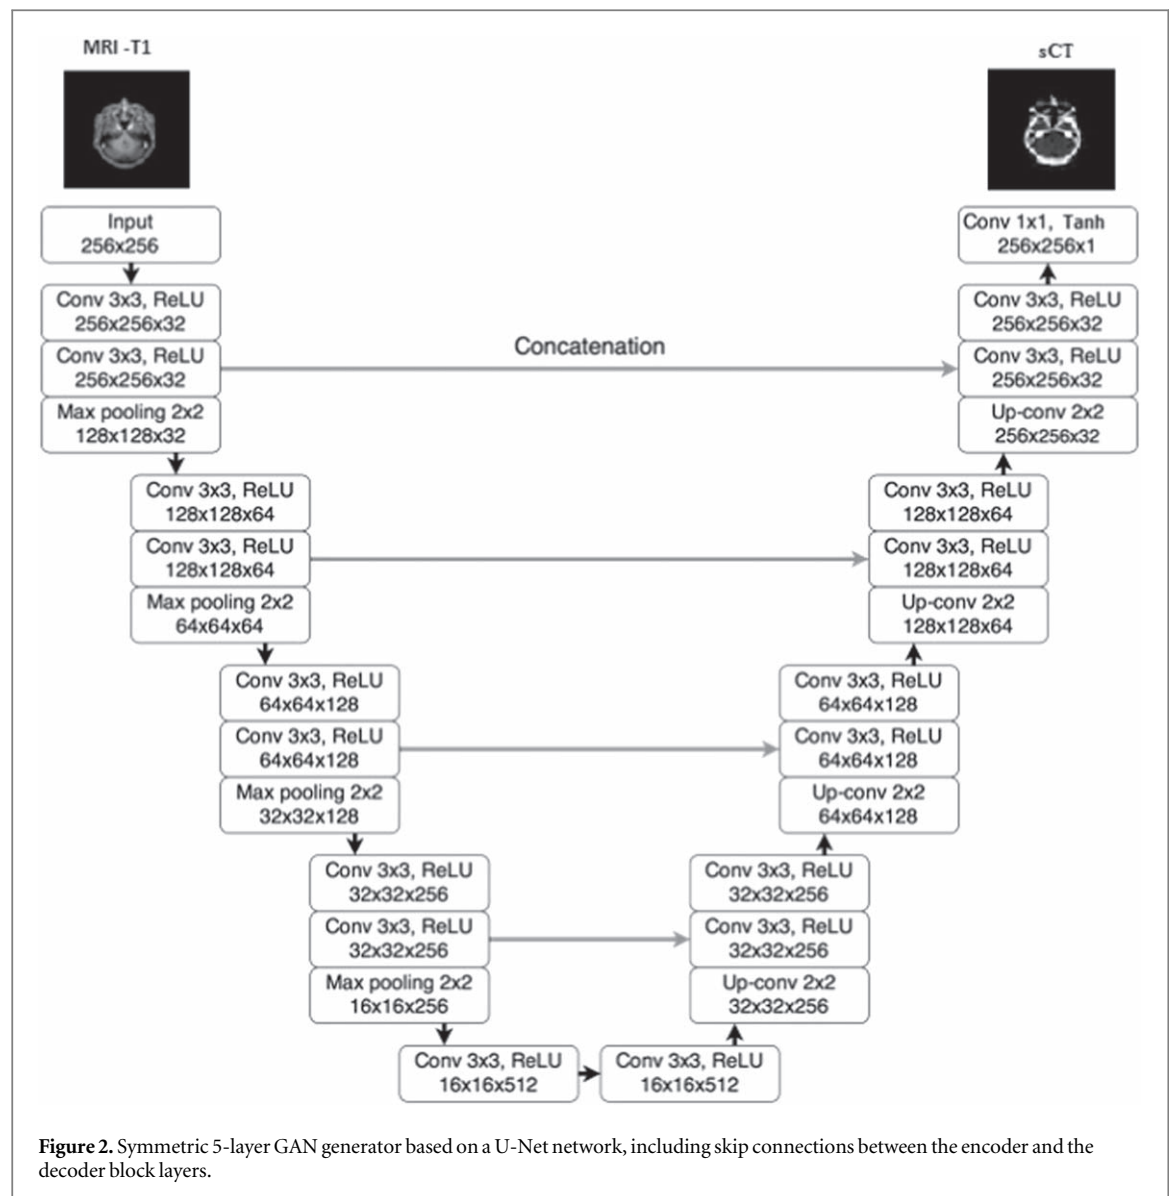 MRI -T1
sCT
Input
256x256
Conv 3x3, ReLU
256x256x32
Conv 3x3, ReLU
256x256x32
Max pooling 2x2
128x128x32
Conv 3x3, ReLU
128x128x64
Conv 3x3, ReLU
128x128x64
Max pooling 2x2
64x64x64
Conv 3x3, ReLU
64x64x128
Conv 3x3, ReLU
64x64x128
Max pooling 2x2
32x32x128
Conv 3x3, ReLU
32x32x256
Conv 3x3, ReLU
32x32x256
Max pooling 2x2
16x16x256
Conv 3x3, ReLU
16x16x512
Conv 3x3, ReLU
16x16x512
Concatenation
Conv 1x1, Tanh
256x256x1
Conv 3x3, ReLU
256x256x32
Conv 3x3, ReLU
256x256x32
Up-conv 2x2
256x256x32
Conv 3x3, ReLU
128x128x64
Conv 3x3, ReLU
128x128x64
Up-conv 2x2
128x128x64
Conv 3x3, ReLU
64x64x128
Conv 3x3, ReLU
64x64x128
Up-conv 2x2
64x64x128
Conv 3x3, ReLU
32x32x256
Conv 3x3, ReLU
32x32x256
Up-conv 2x2
32x32x256
Figure 2. Symmetric 5-layer GAN generator based on a U-Net network, including skip connections between the encoder and the
decoder block layers.